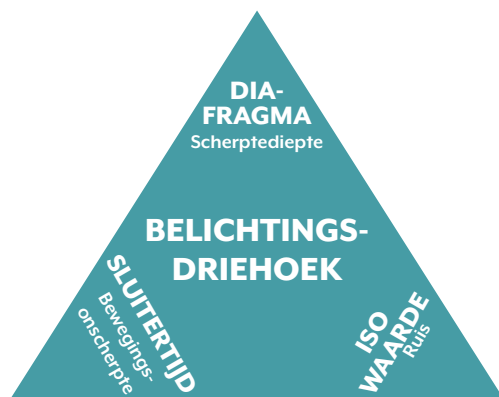 DIA-
FRAGMA
Scherptediepte
BELICHTINGS-
DRIEHOEK
SLUITERTIJD
Bewegings-
onscherpte
ISO
WAARDE
Ruis